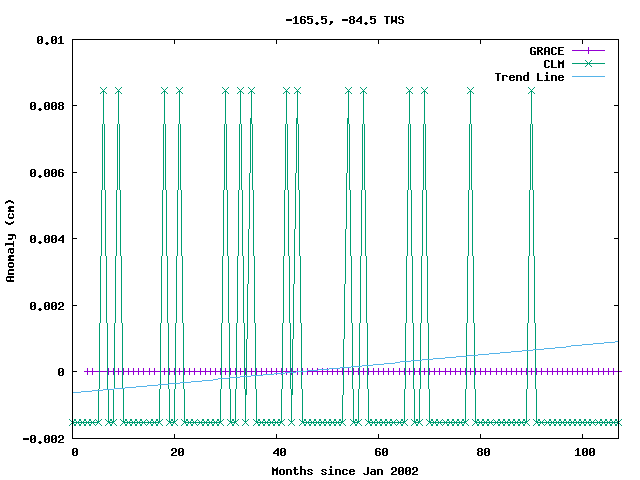 -165.5, -84.5 TWS
GRACE
CLM
Trend Line
0.01
0.008
0.006
0.004
0.002
0
-0.002
Anomaly (cm)
0 20 40 60 80 100
Months since Jan 2002